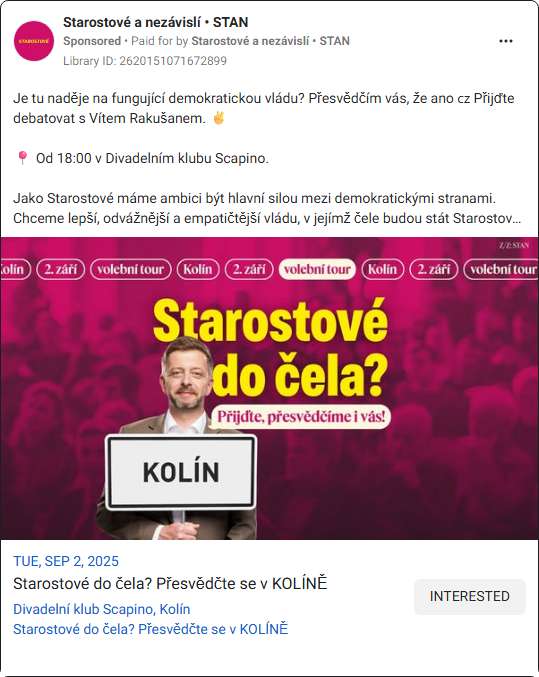 Starostové a nezávislí • STAN
Sponsored • Paid for by Starostové a nezávislí • STAN
Library ID: 2620151071672899
STAROSTOVÉ
Je tu naděje na fungující demokratickou vládu? Přesvědčím vás, že ano cz Přijďte
debatovat s Vítem Rakušanem. ✌️
📍 Od 18:00 v Divadelním klubu Scapino.
Jako Starostové máme ambici být hlavní silou mezi demokratickými stranami.
Chceme lepší, odvážnější a empatičtější vládu, v jejímž čele budou stát Starostov...
Z/Z: STAN
Kolín 2. září volební tour Kolín 2. září volební tour Kolín 2. září volební tour
Starostové
do čela?
Přijďte, přesvědčíme i vás!
KOLÍN
TUE, SEP 2, 2025
Starostové do čela? Přesvědčte se v KOLÍNĚ
INTERESTED
Divadelní klub Scapino, Kolín
Starostové do čela? Přesvědčte se v KOLÍNĚ